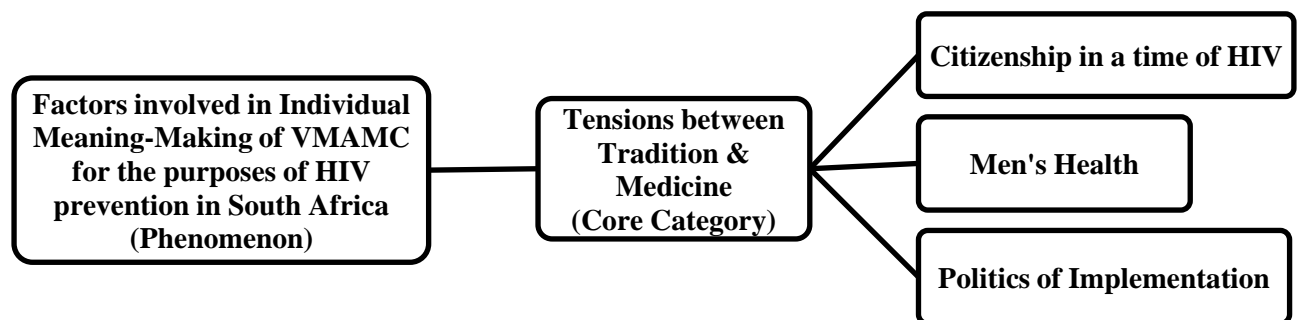 Factors involved in Individual
Meaning-Making of VMAMC
for the purposes of HIV
prevention in South Africa
(Phenomenon)
Tensions between
Tradition &
Medicine
(Core Category)
Citizenship in a time of HIV
Men's Health
Politics of Implementation